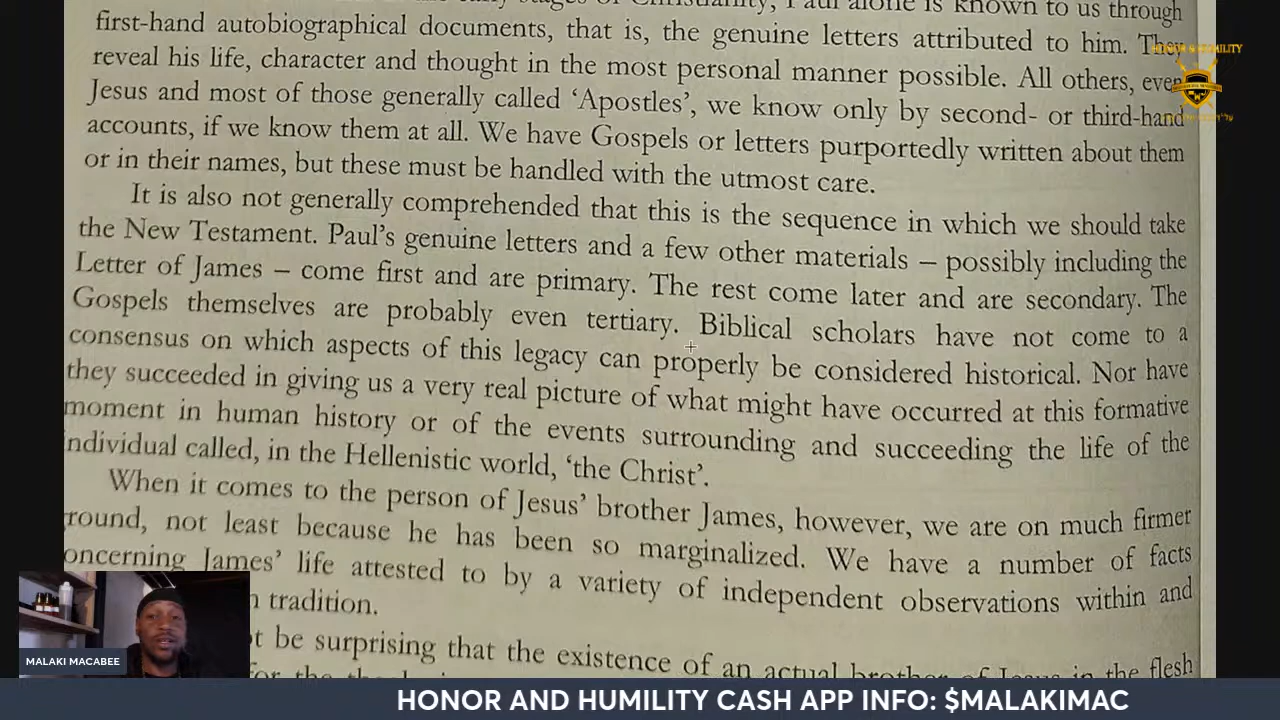 Paul alone is known to us through
first-hand autobiographical documents, that is, the genuine letters attributed to him. They
reveal his life, character and thought in the most personal manner possible. All others, even
Jesus and most of those generally called ‘Apostles’, we know only by second- or third-hand
accounts, if we know them at all. We have Gospels or letters purportedly written about them
or in their names, but these must be handled with the utmost care.
It is also not generally comprehended that this is the sequence in which we should take
the New Testament. Paul’s genuine letters and a few other materials – possibly including the
Letter of James – come first and are primary. The rest come later and are secondary. The
Gospels themselves are probably even tertiary. Biblical scholars have not come to a
consensus on which aspects of this legacy can properly be considered historical. Nor have
they succeeded in giving us a very real picture of what might have occurred at this formative
moment in human history or of the events surrounding and succeeding the life of the
individual called, in the Hellenistic world, ‘the Christ’.
When it comes to the person of Jesus’ brother James, however, we are on much firmer
round, not least because he has been so marginalized. We have a number of facts
oncerning James’ life attested to by a variety of independent observations within and
n tradition.
t be surprising that the existence of an actual brother of Jesus in the flesh
HONOR & HUMILITY
MALAKI MACABEE
HONOR AND HUMILITY CASH APP INFO: $MALAKIMAC